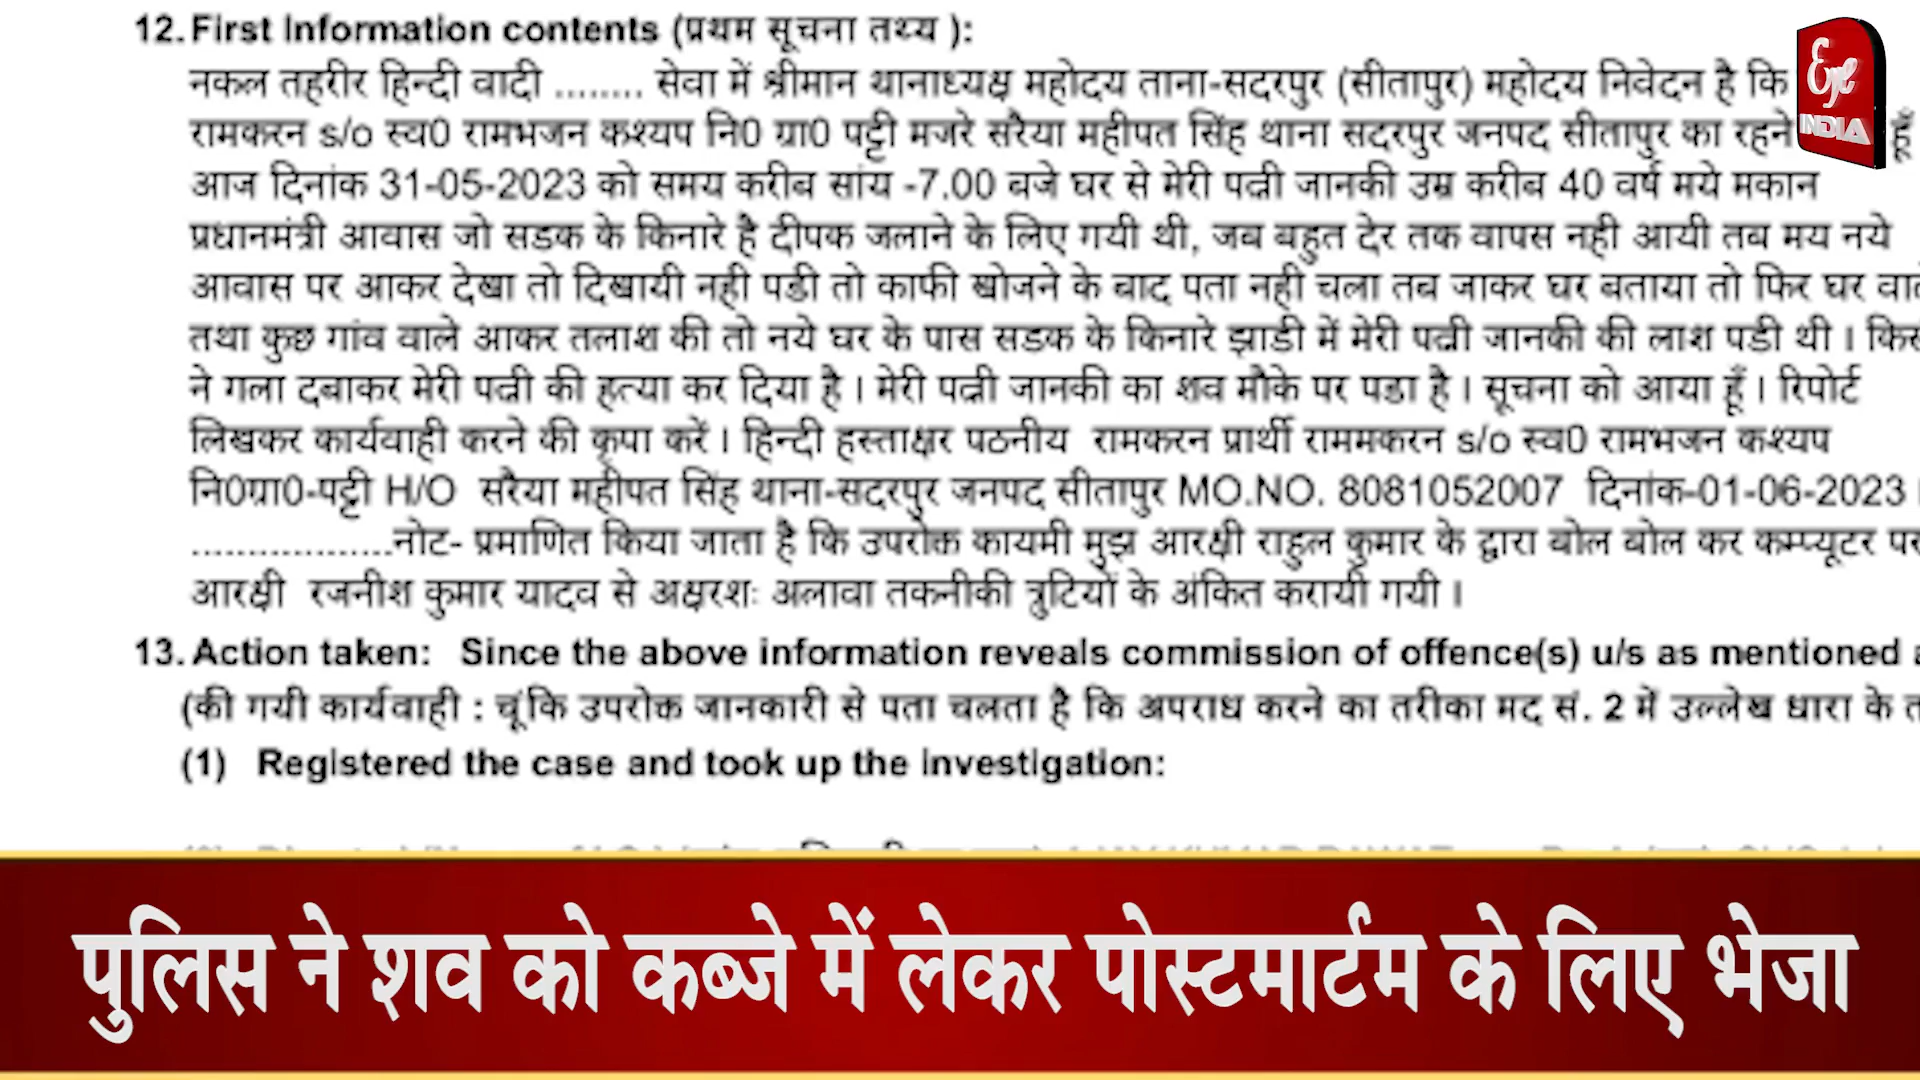 12. First Information contents (प्रथम सूचना तथ्य ):
नकल तहरीर हिन्दी वादी ........ सेवा में श्रीमान थानाध्यक्ष महोदय ताना-सदरपुर (सीतापुर) महोदय निवेदन है कि
रामकरन s/o स्व0 रामभजन कश्यप नि0 ग्रा0 पट्टी मजरे सरैया महीपत सिंह थाना सदरपुर जनपद सीतापुर का रहने हूँ
आज दिनांक 31-05-2023 को समय करीब सांय -7.00 बजे घर से मेरी पत्नी जानकी उम्र करीब 40 वर्ष मये मकान
प्रधानमंत्री आवास जो सडक के किनारे है दीपक जलाने के लिए गयी थी, जब बहुत देर तक वापस नही आयी तब मय नये
आवास पर आकर देखा तो दिखायी नही पडी तो काफी खोजने के बाद पता नही चला तब जाकर घर बताया तो फिर घर
तथा कुछ गांव वाले आकर तलाश की तो नये घर के पास सडक के किनारे झाडी में मेरी पत्नी जानकी की लाश पडी थी ।
ने गला दबाकर मेरी पत्नी की हत्या कर दिया है । मेरी पत्नी जानकी का शव मौके पर पडा है । सूचना को आया हूँ । रिपोर्ट
लिखकर कार्यवाही करने की कृपा करें । हिन्दी हस्ताक्षर पठनीय रामकरन प्रार्थी राममकरन s/o स्व0 रामभजन कश्यप
नि0ग्रा0-पट्टी H/O सरैया महीपत सिंह थाना-सदरपुर जनपद सीतापुर MO.NO. 8081052007 दिनांक-01-06-2023
..................नोट- प्रमाणित किया जाता है कि उपरोक्त कायमी मुझ आरक्षी राहुल कुमार के द्वारा बोल बोल कर कम्प्यूटर पर
आरक्षी रजनीश कुमार यादव से अक्षरशः अलावा तकनीकी त्रुटियों के अंकित करायी गयी ।
13. Action taken: Since the above information reveals commission of offence(s) u/s as mentioned
(की गयी कार्यवाही : चूंकि उपरोक्त जानकारी से पता चलता है कि अपराध करने का तरीका मद सं. 2 में उल्लेख धारा के
(1) Registered the case and took up the investigation:
Eye
INDIA
पुलिस ने शव को कब्जे में लेकर पोस्टमार्टम के लिए भेजा